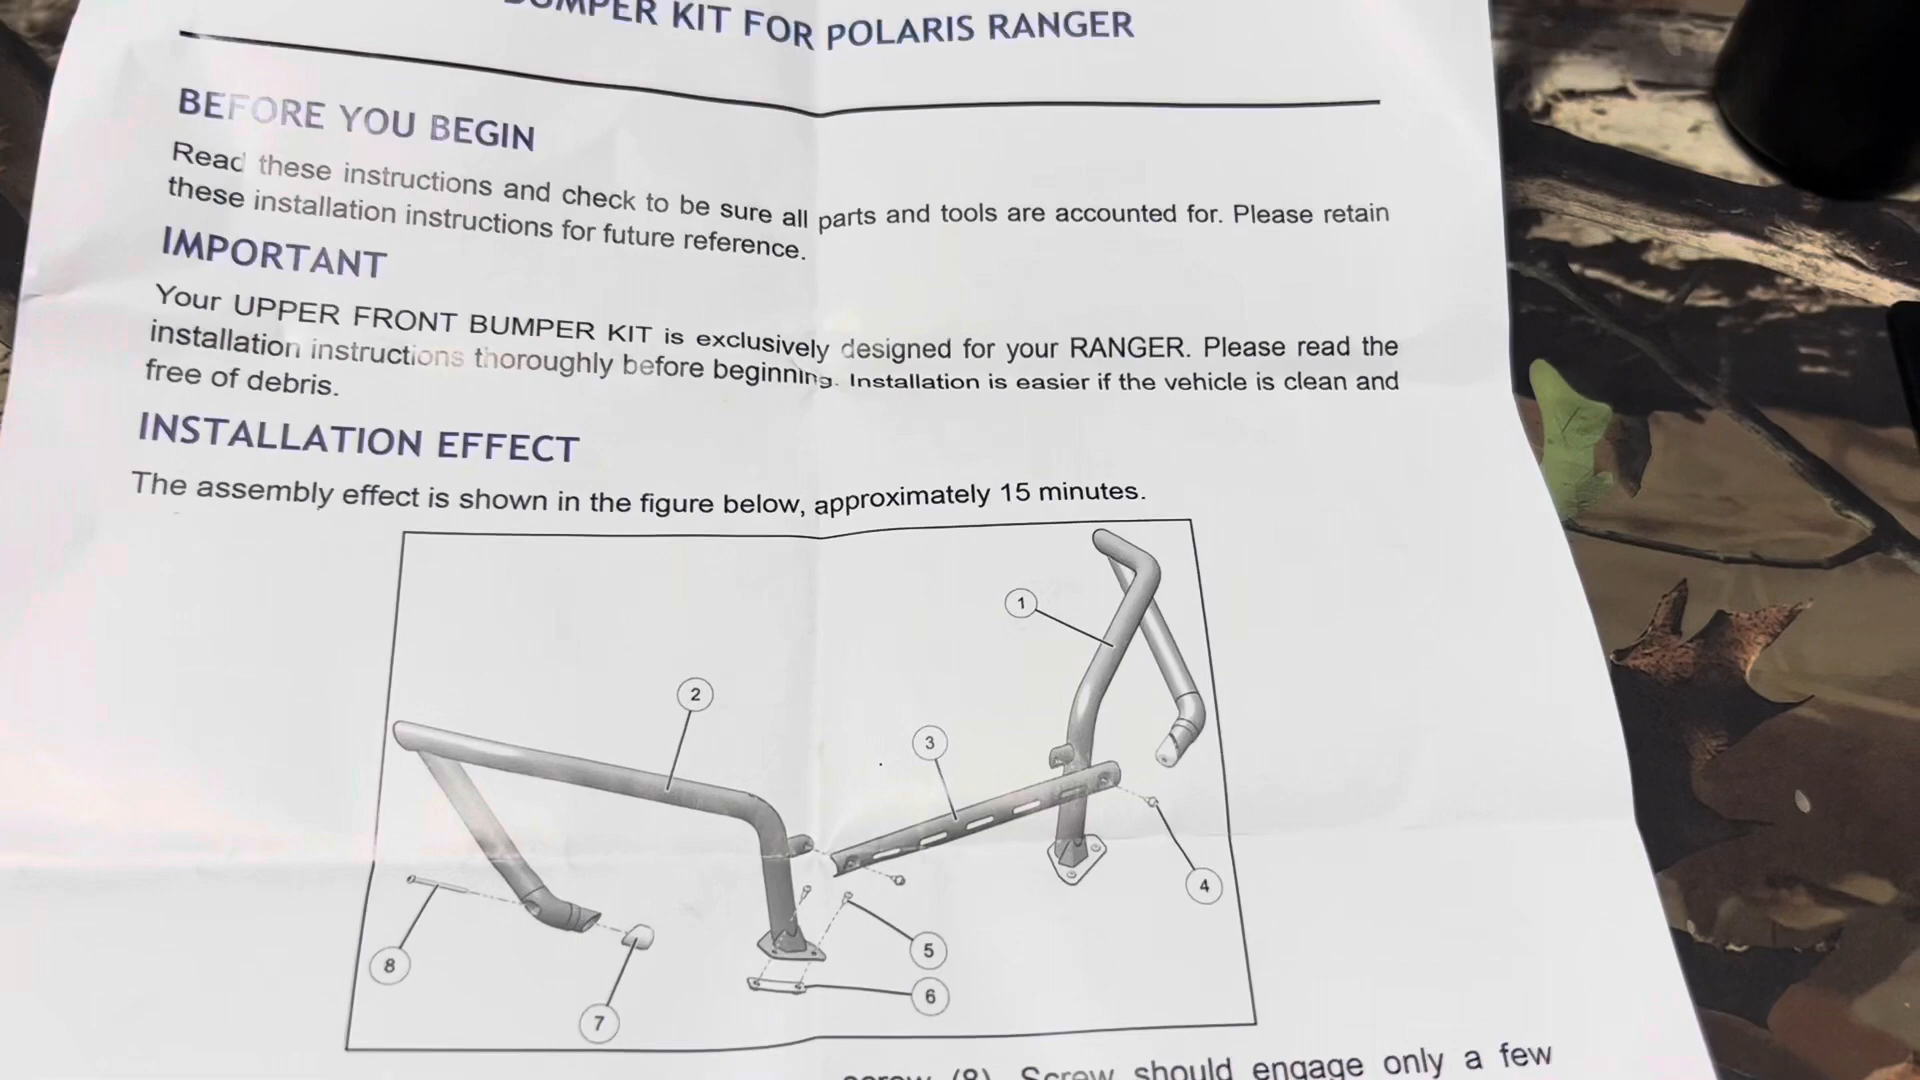 BUMPER KIT FOR POLARIS RANGER
BEFORE YOU BEGIN
Read these instructions and check to be sure all parts and tools are accounted for. Please retain
these installation instructions for future reference.
IMPORTANT
Your UPPER FRONT BUMPER KIT is exclusively designed for your RANGER. Please read the
installation instructions thoroughly before beginning. Installation is easier if the vehicle is clean and
free of debris.
INSTALLATION EFFECT
The assembly effect is shown in the figure below, approximately 15 minutes.
1
2
3
4
5
6
7
8
screw (8). Screw should engage only a few